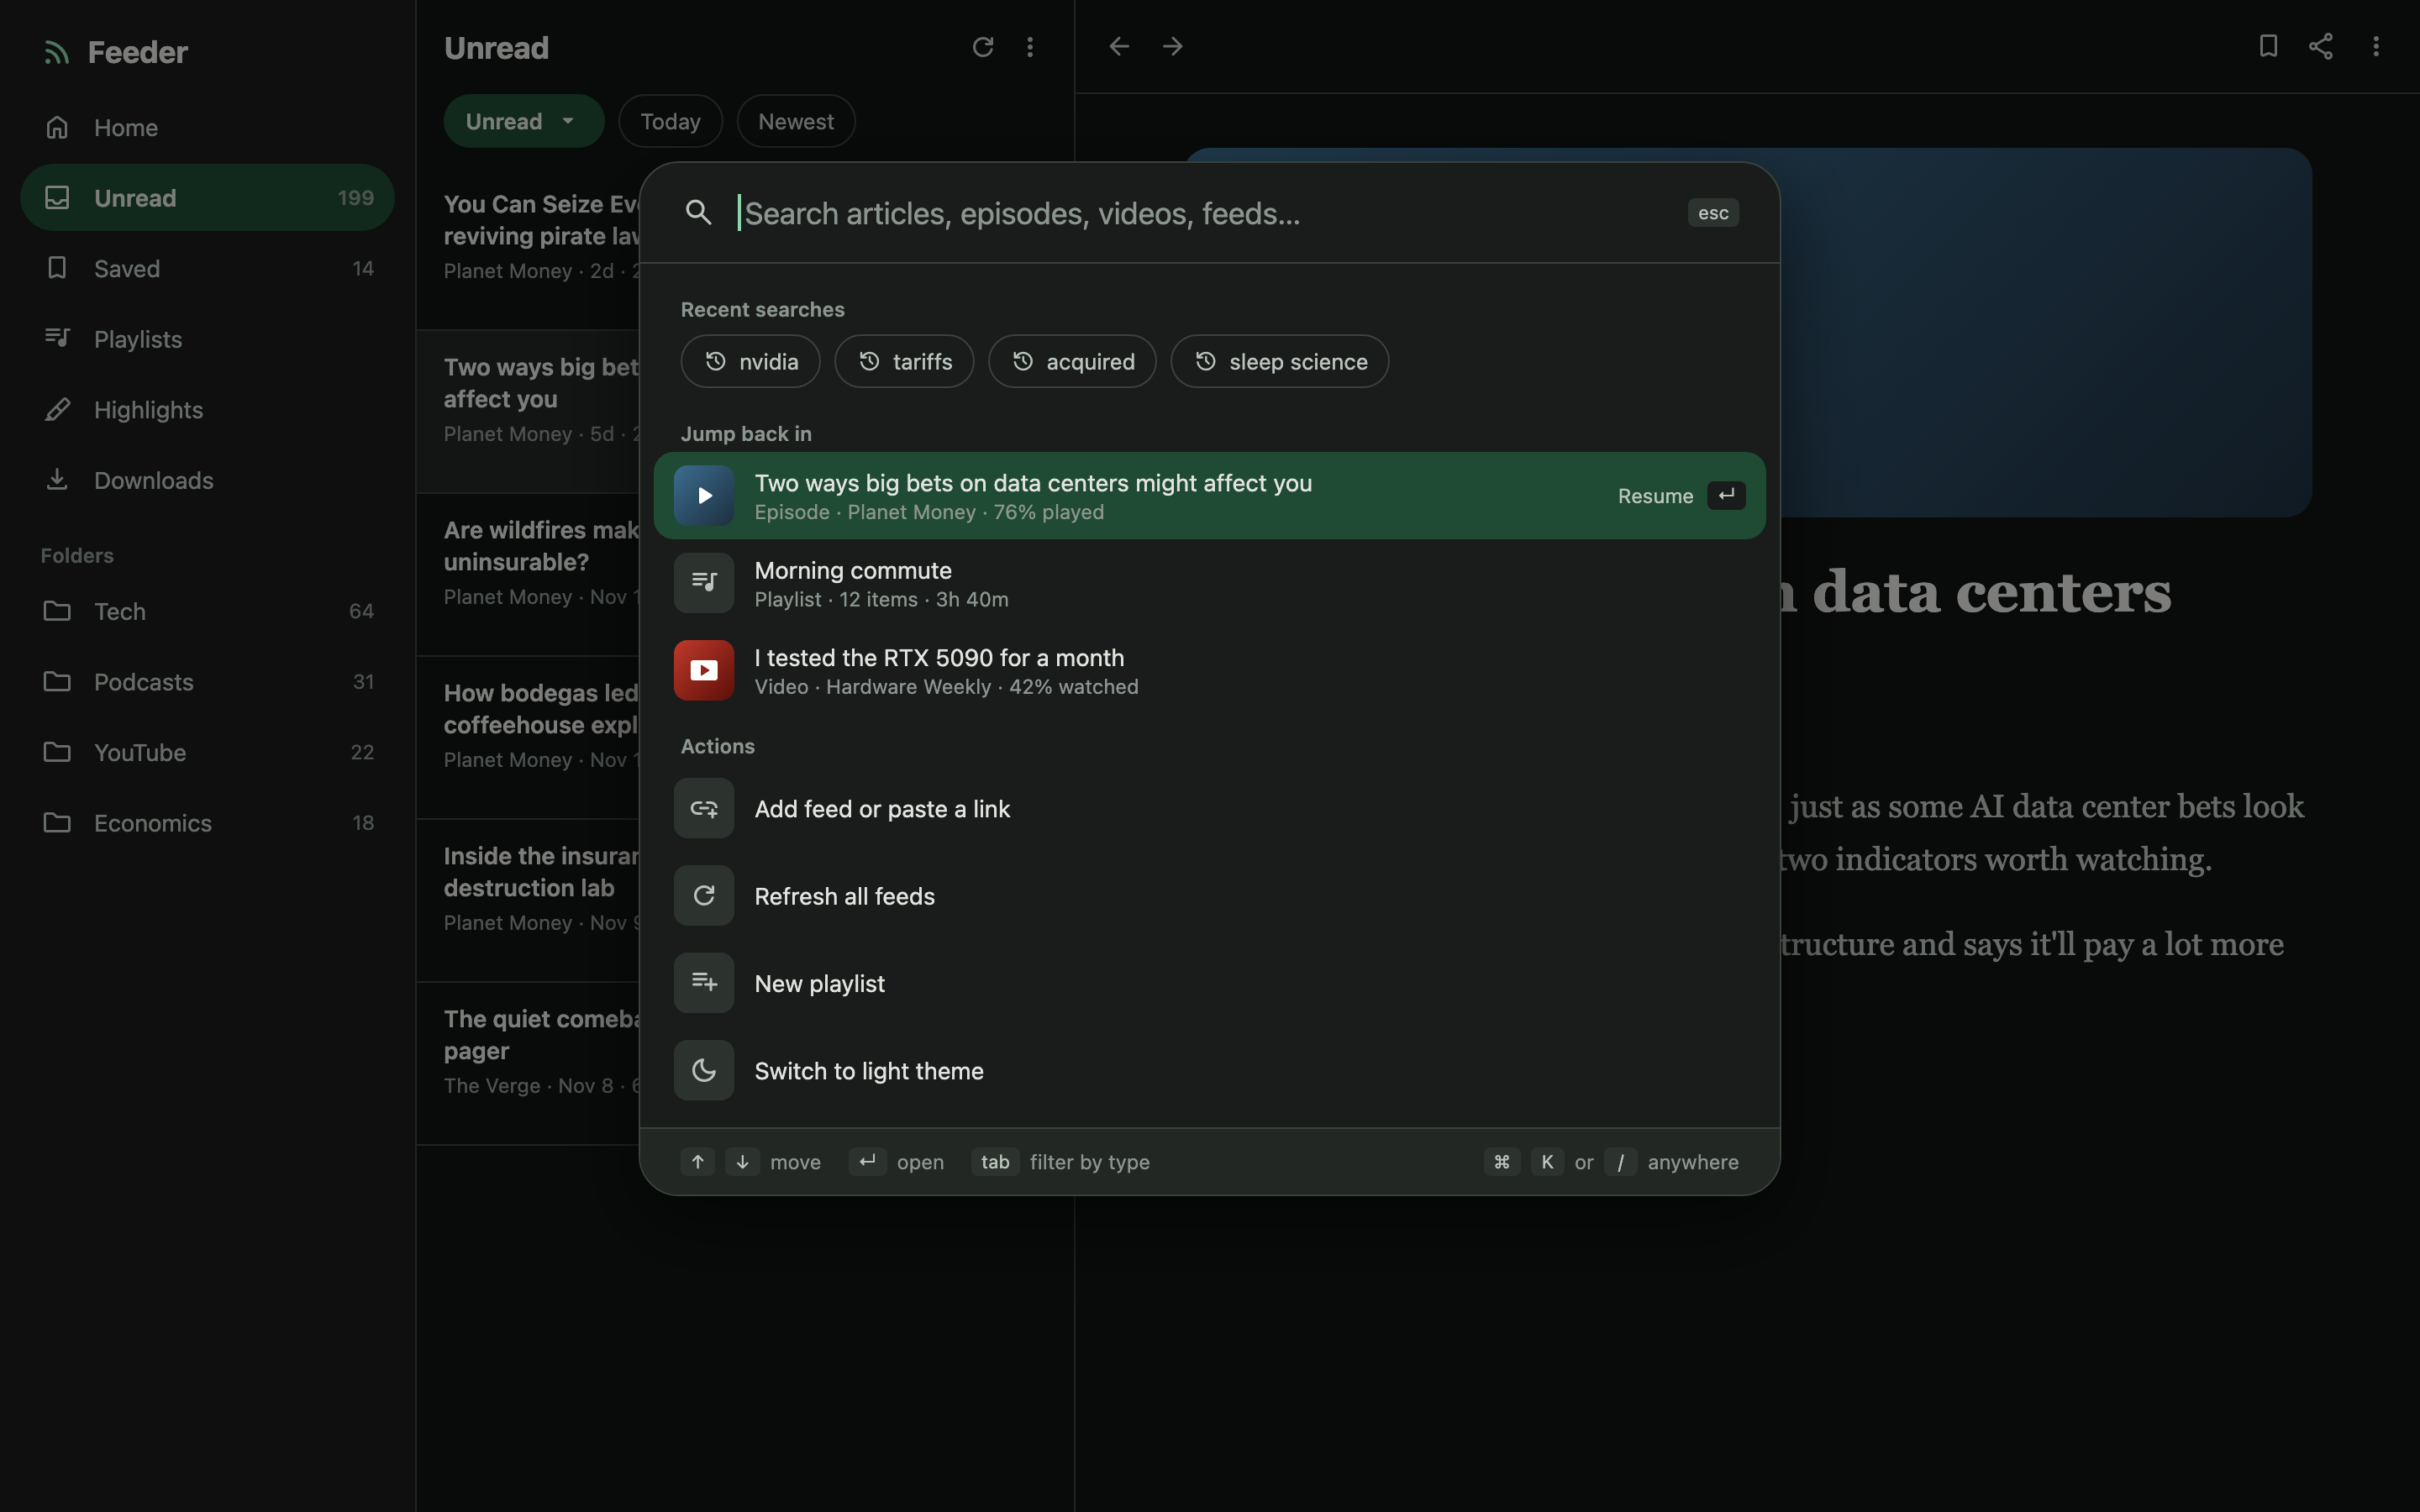 Feeder
Home
Unread 199
Saved 14
Playlists
Highlights
Downloads
Folders
Tech 64
Podcasts 31
YouTube 22
Economics 18
Unread
Unread Today Newest
You Can Seize
reviving pirate
Planet Money · 2d ·
Two ways big
affect you
Planet Money · 5d ·
Are wildfires
uninsurable?
Planet Money · Nov
How bodegas led
coffeehouse
Planet Money · Nov
Inside the
destruction lab
Planet Money · Nov
The quiet
pager
The Verge · Nov 8 ·
Search articles, episodes, videos, feeds...
esc
Recent searches
nvidia tariffs acquired sleep science
Jump back in
Two ways big bets on data centers might affect you
Episode · Planet Money · 76% played
Resume
Morning commute
Playlist · 12 items · 3h 40m
I tested the RTX 5090 for a month
Video · Hardware Weekly · 42% watched
Actions
Add feed or paste a link
Refresh all feeds
New playlist
Switch to light theme
↑ ↓ move ↵ open tab filter by type ⌘ K or / anywhere
data centers
just as some AI data center bets look
two indicators worth watching.
and says it'll pay a lot more